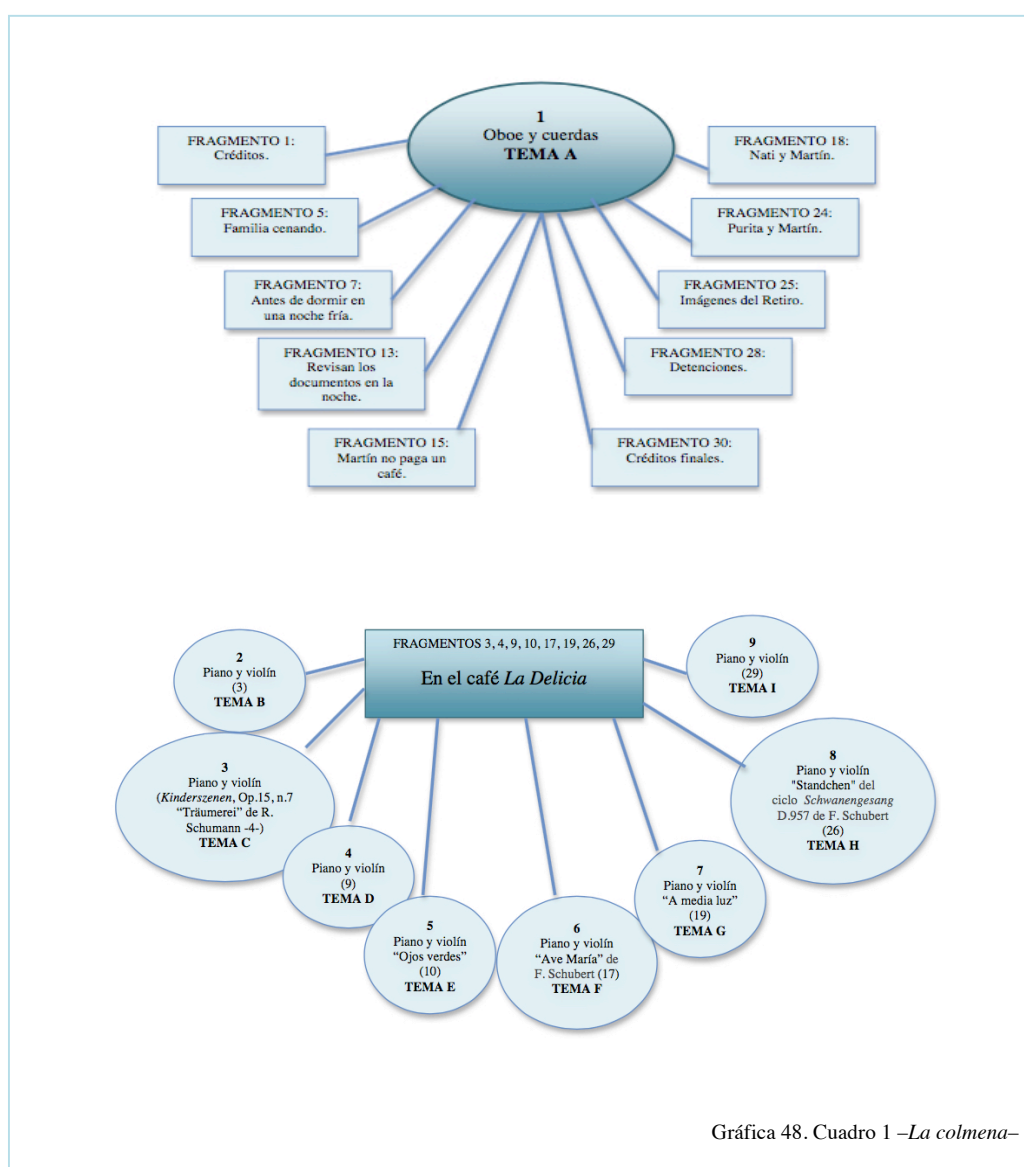 1
Oboe y cuerdas
TEMA A
FRAGMENTO 1:
Créditos.
FRAGMENTO 5:
Familia cenando.
FRAGMENTO 7:
Antes de dormir en
una noche fría.
FRAGMENTO 13:
Revisan los
documentos en la
noche.
FRAGMENTO 15:
Martín no paga un
café.
FRAGMENTO 18:
Nati y Martín.
FRAGMENTO 24:
Purita y Martín.
FRAGMENTO 25:
Imágenes del Retiro.
FRAGMENTO 28:
Detenciones.
FRAGMENTO 30:
Créditos finales.
FRAGMENTOS 3, 4, 9, 10, 17, 19, 26, 29
En el café La Delicia
2
Piano y violín
(3)
TEMA B
3
Piano y violín
(Kinderszenen, Op.15, n.7
“Träumerei” de R.
Schumann -4-)
TEMA C
4
Piano y violín
(9)
TEMA D
5
Piano y violín
“Ojos verdes”
(10)
TEMA E
6
Piano y violín
“Ave María” de
F. Schubert (17)
TEMA F
7
Piano y violín
“A media luz”
(19)
TEMA G
8
Piano y violín
"Standchen" del
ciclo Schwanengesang
D.957 de F. Schubert
(26)
TEMA H
9
Piano y violín
(29)
TEMA I
Gráfica 48. Cuadro 1 –La colmena–